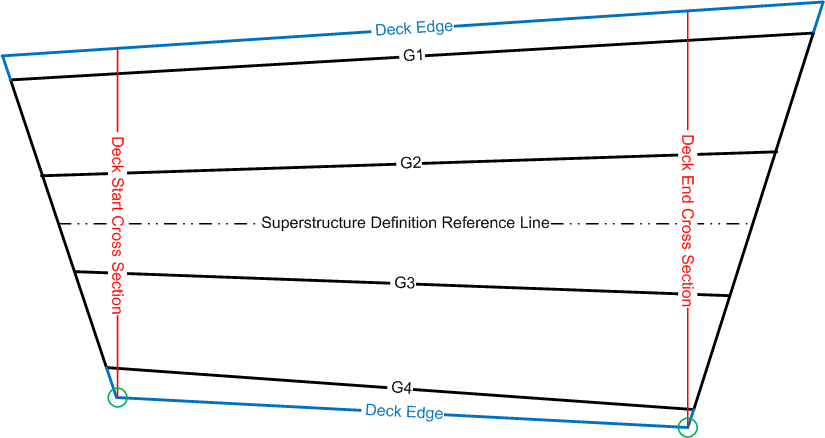 Deck Edge
G1
G2
Deck Start Cross Section
Deck End Cross Section
Superstructure Definition Reference Line
G3
G4
Deck Edge